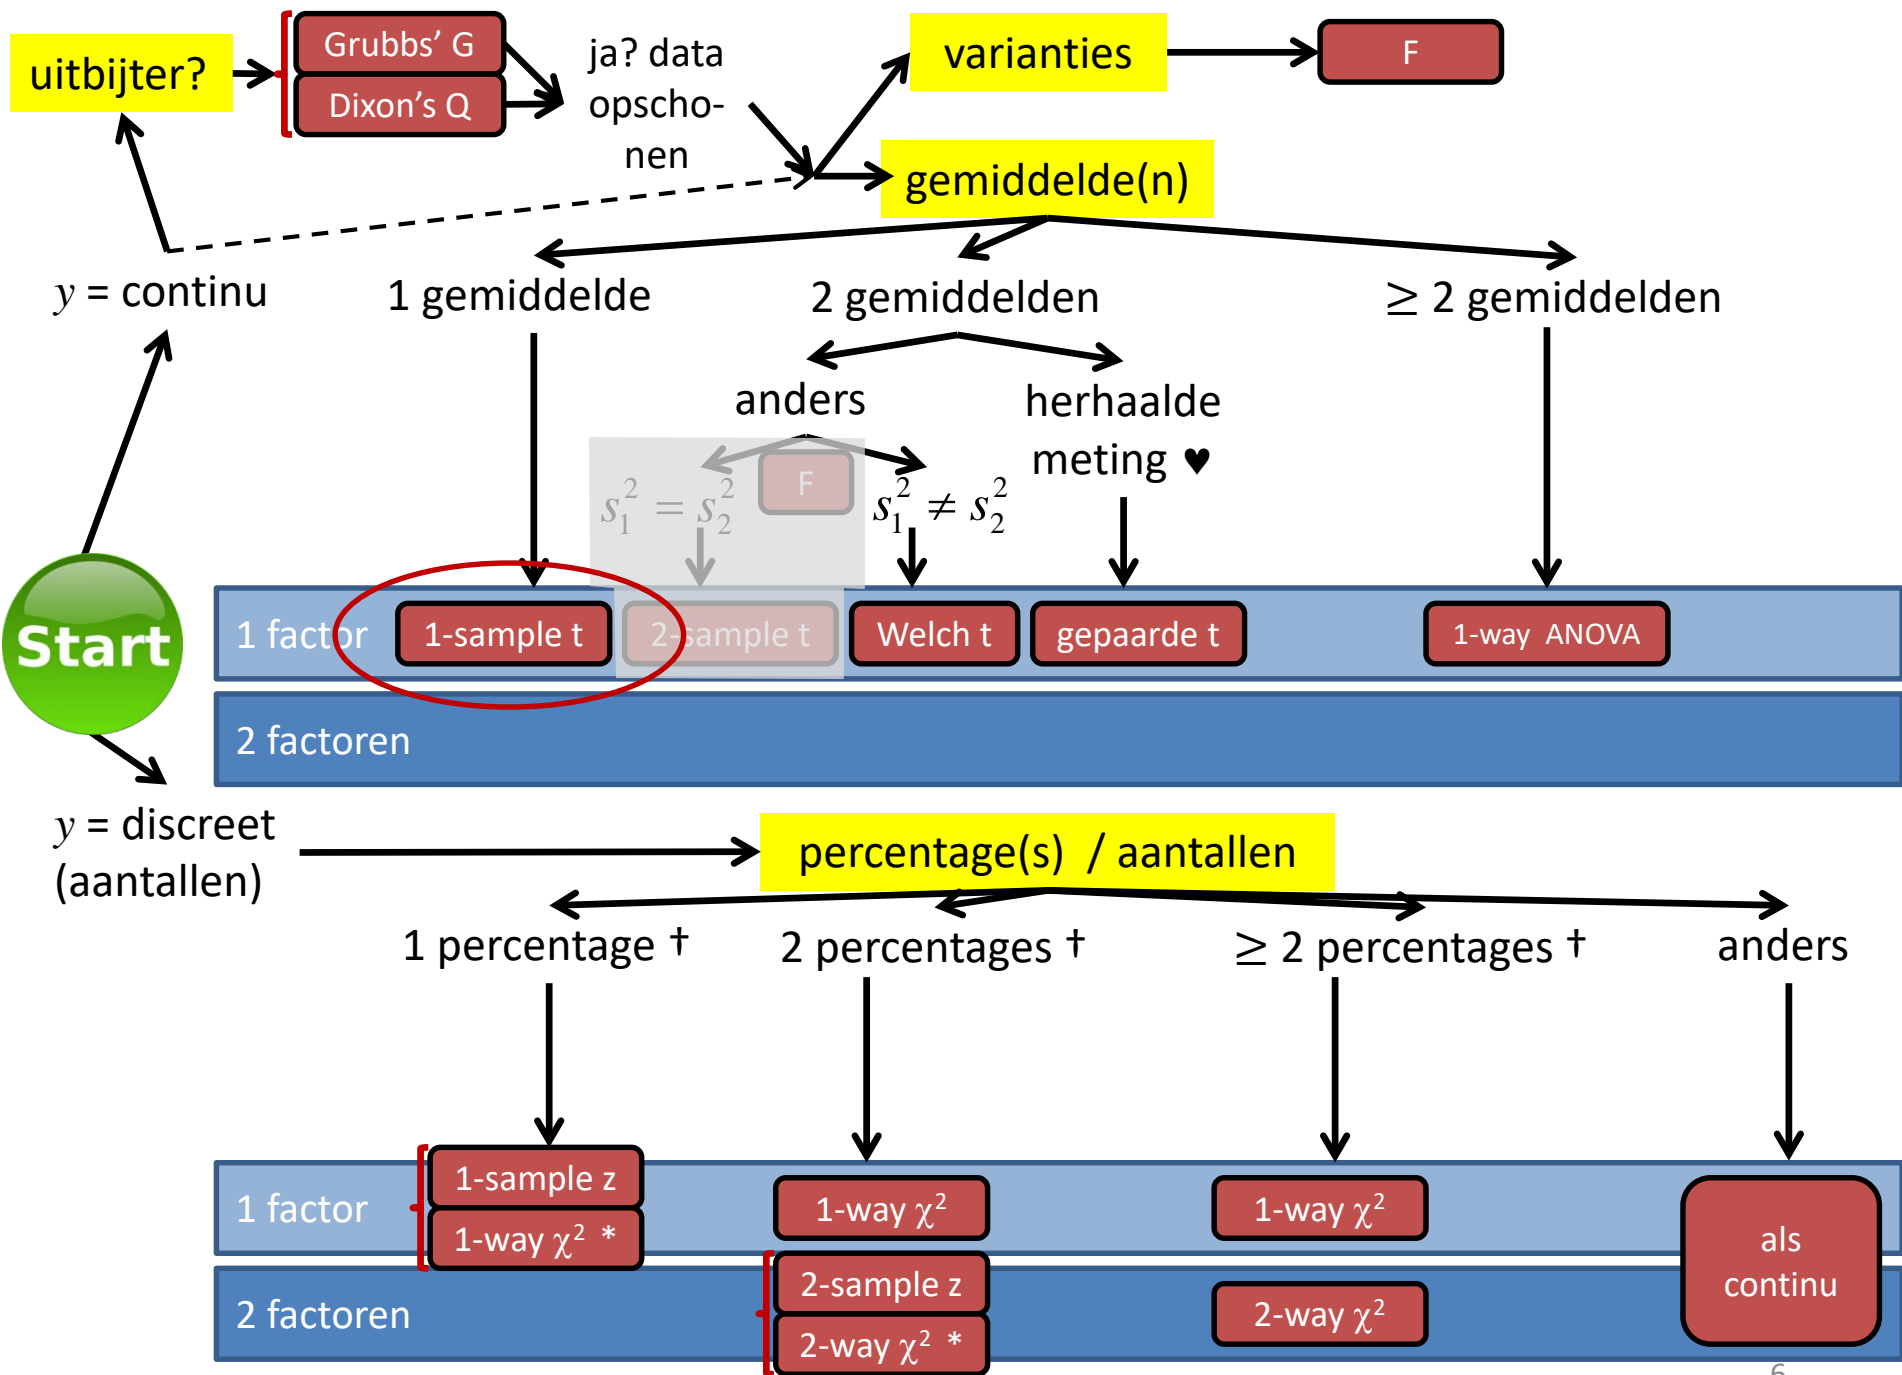 uitbijter?
Grubbs’ G
Dixon’s Q
ja? data
opscho-
nen
varianties
F
gemiddelde(n)
y = continu
1 gemiddelde
2 gemiddelden
≥ 2 gemiddelden
anders
herhaalde
meting ♥
s₁² = s₂²
F
s₁² ≠ s₂²
Start
1 factor
1-sample t
2-sample t
Welch t
gepaarde t
1-way ANOVA
2 factoren
y = discreet
(aantallen)
percentage(s) / aantallen
1 percentage †
2 percentages †
≥ 2 percentages †
anders
1 factor
1-sample z
1-way χ² *
1-way χ²
1-way χ²
als
continu
2 factoren
2-sample z
2-way χ² *
2-way χ²
6